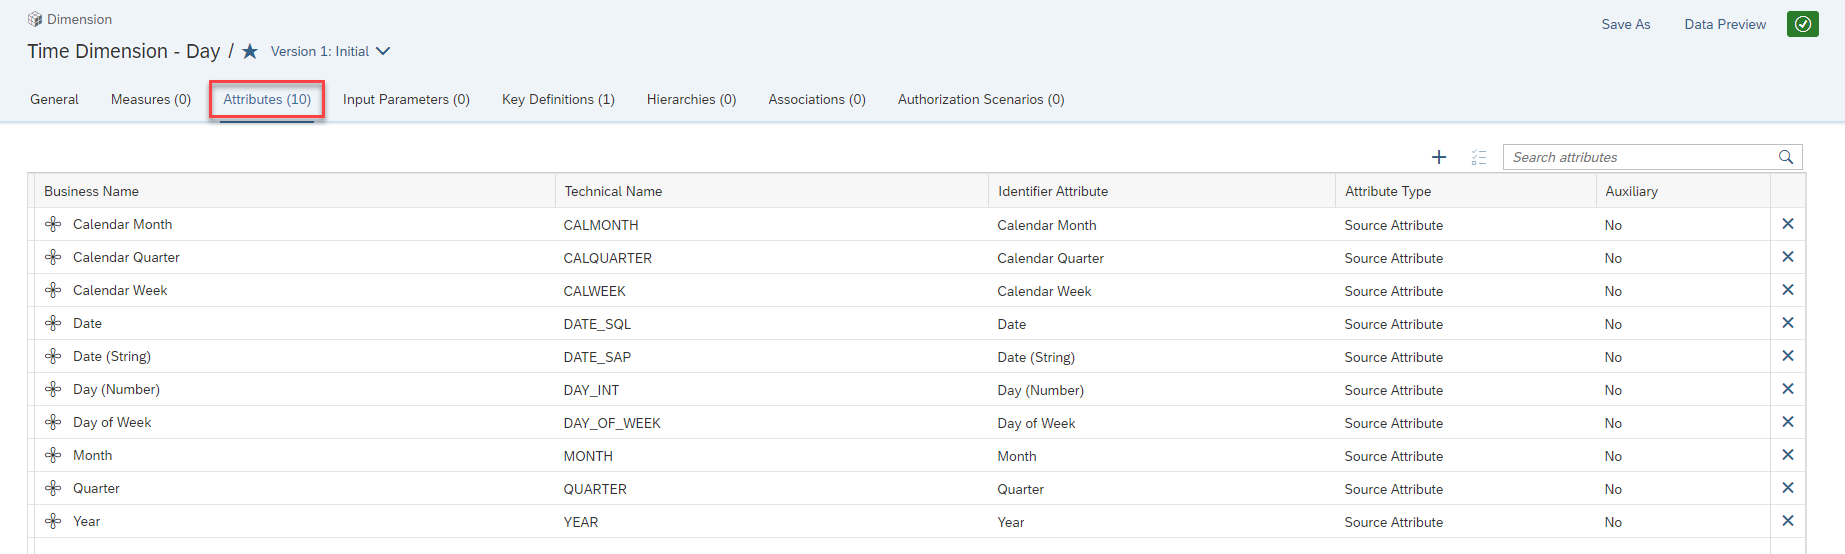 Dimension
Save As Data Preview
Time Dimension - Day / Version 1: Initial
General Measures (0) Attributes (10) Input Parameters (0) Key Definitions (1) Hierarchies (0) Associations (0) Authorization Scenarios (0)
Search attributes
Business Name Technical Name Identifier Attribute Attribute Type Auxiliary
Calendar Month CALMONTH Calendar Month Source Attribute No
Calendar Quarter CALQUARTER Calendar Quarter Source Attribute No
Calendar Week CALWEEK Calendar Week Source Attribute No
Date DATE_SQL Date Source Attribute No
Date (String) DATE_SAP Date (String) Source Attribute No
Day (Number) DAY_INT Day (Number) Source Attribute No
Day of Week DAY_OF_WEEK Day of Week Source Attribute No
Month MONTH Month Source Attribute No
Quarter QUARTER Quarter Source Attribute No
Year YEAR Year Source Attribute No